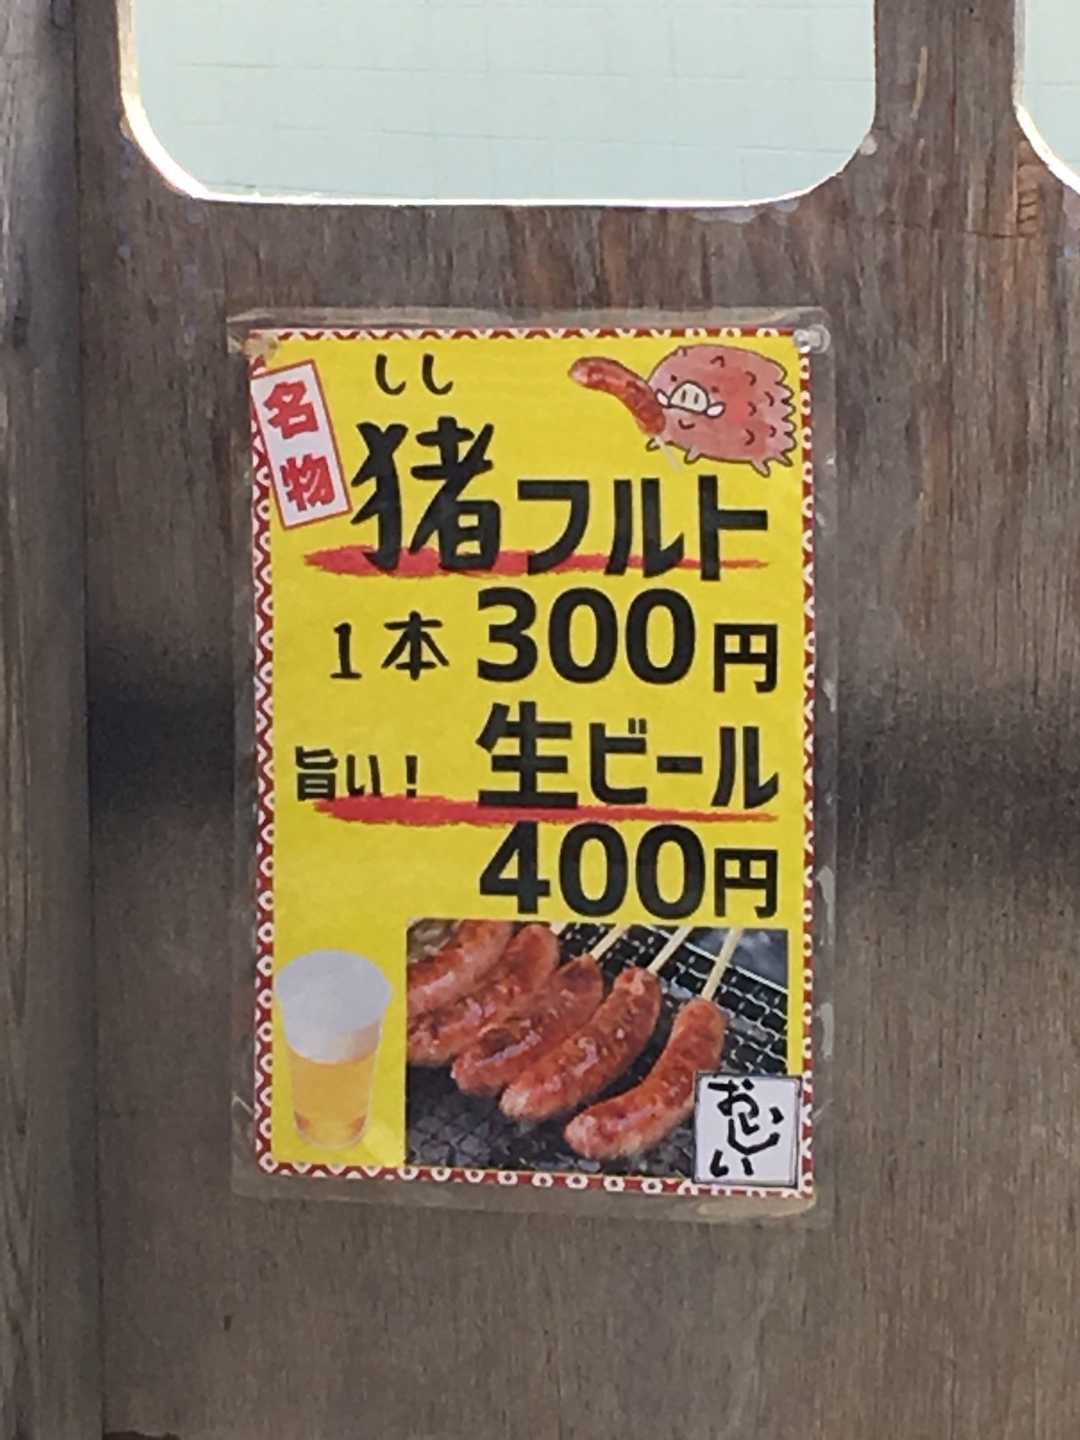 名物
しし
猪フルト
1本 300円
旨い! 生ビール
400円
おいしい